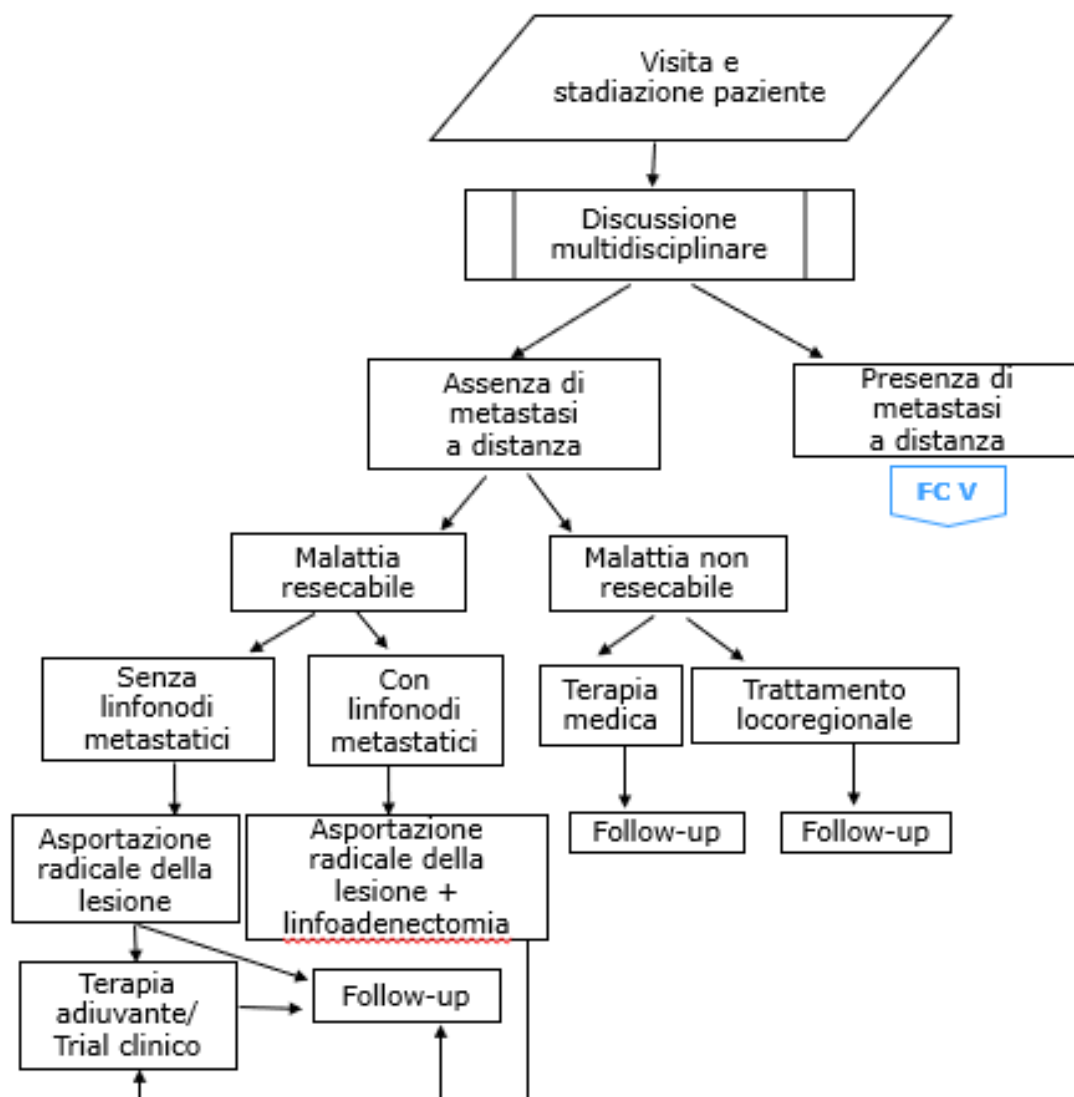 Visita e
stadiazione paziente
Discussione
multidisciplinare
Assenza di
metastasi
a distanza
Presenza di
metastasi
a distanza
FC V
Malattia
resecabile
Malattia non
resecabile
Senza
linfonodi
metastatici
Con
linfonodi
metastatici
Terapia
medica
Trattamento
locoregionale
Asportazione
radicale della
lesione
Asportazione
radicale della
lesione +
linfoadenectomia
Follow-up
Follow-up
Terapia
adiuvante/
Trial clinico
Follow-up